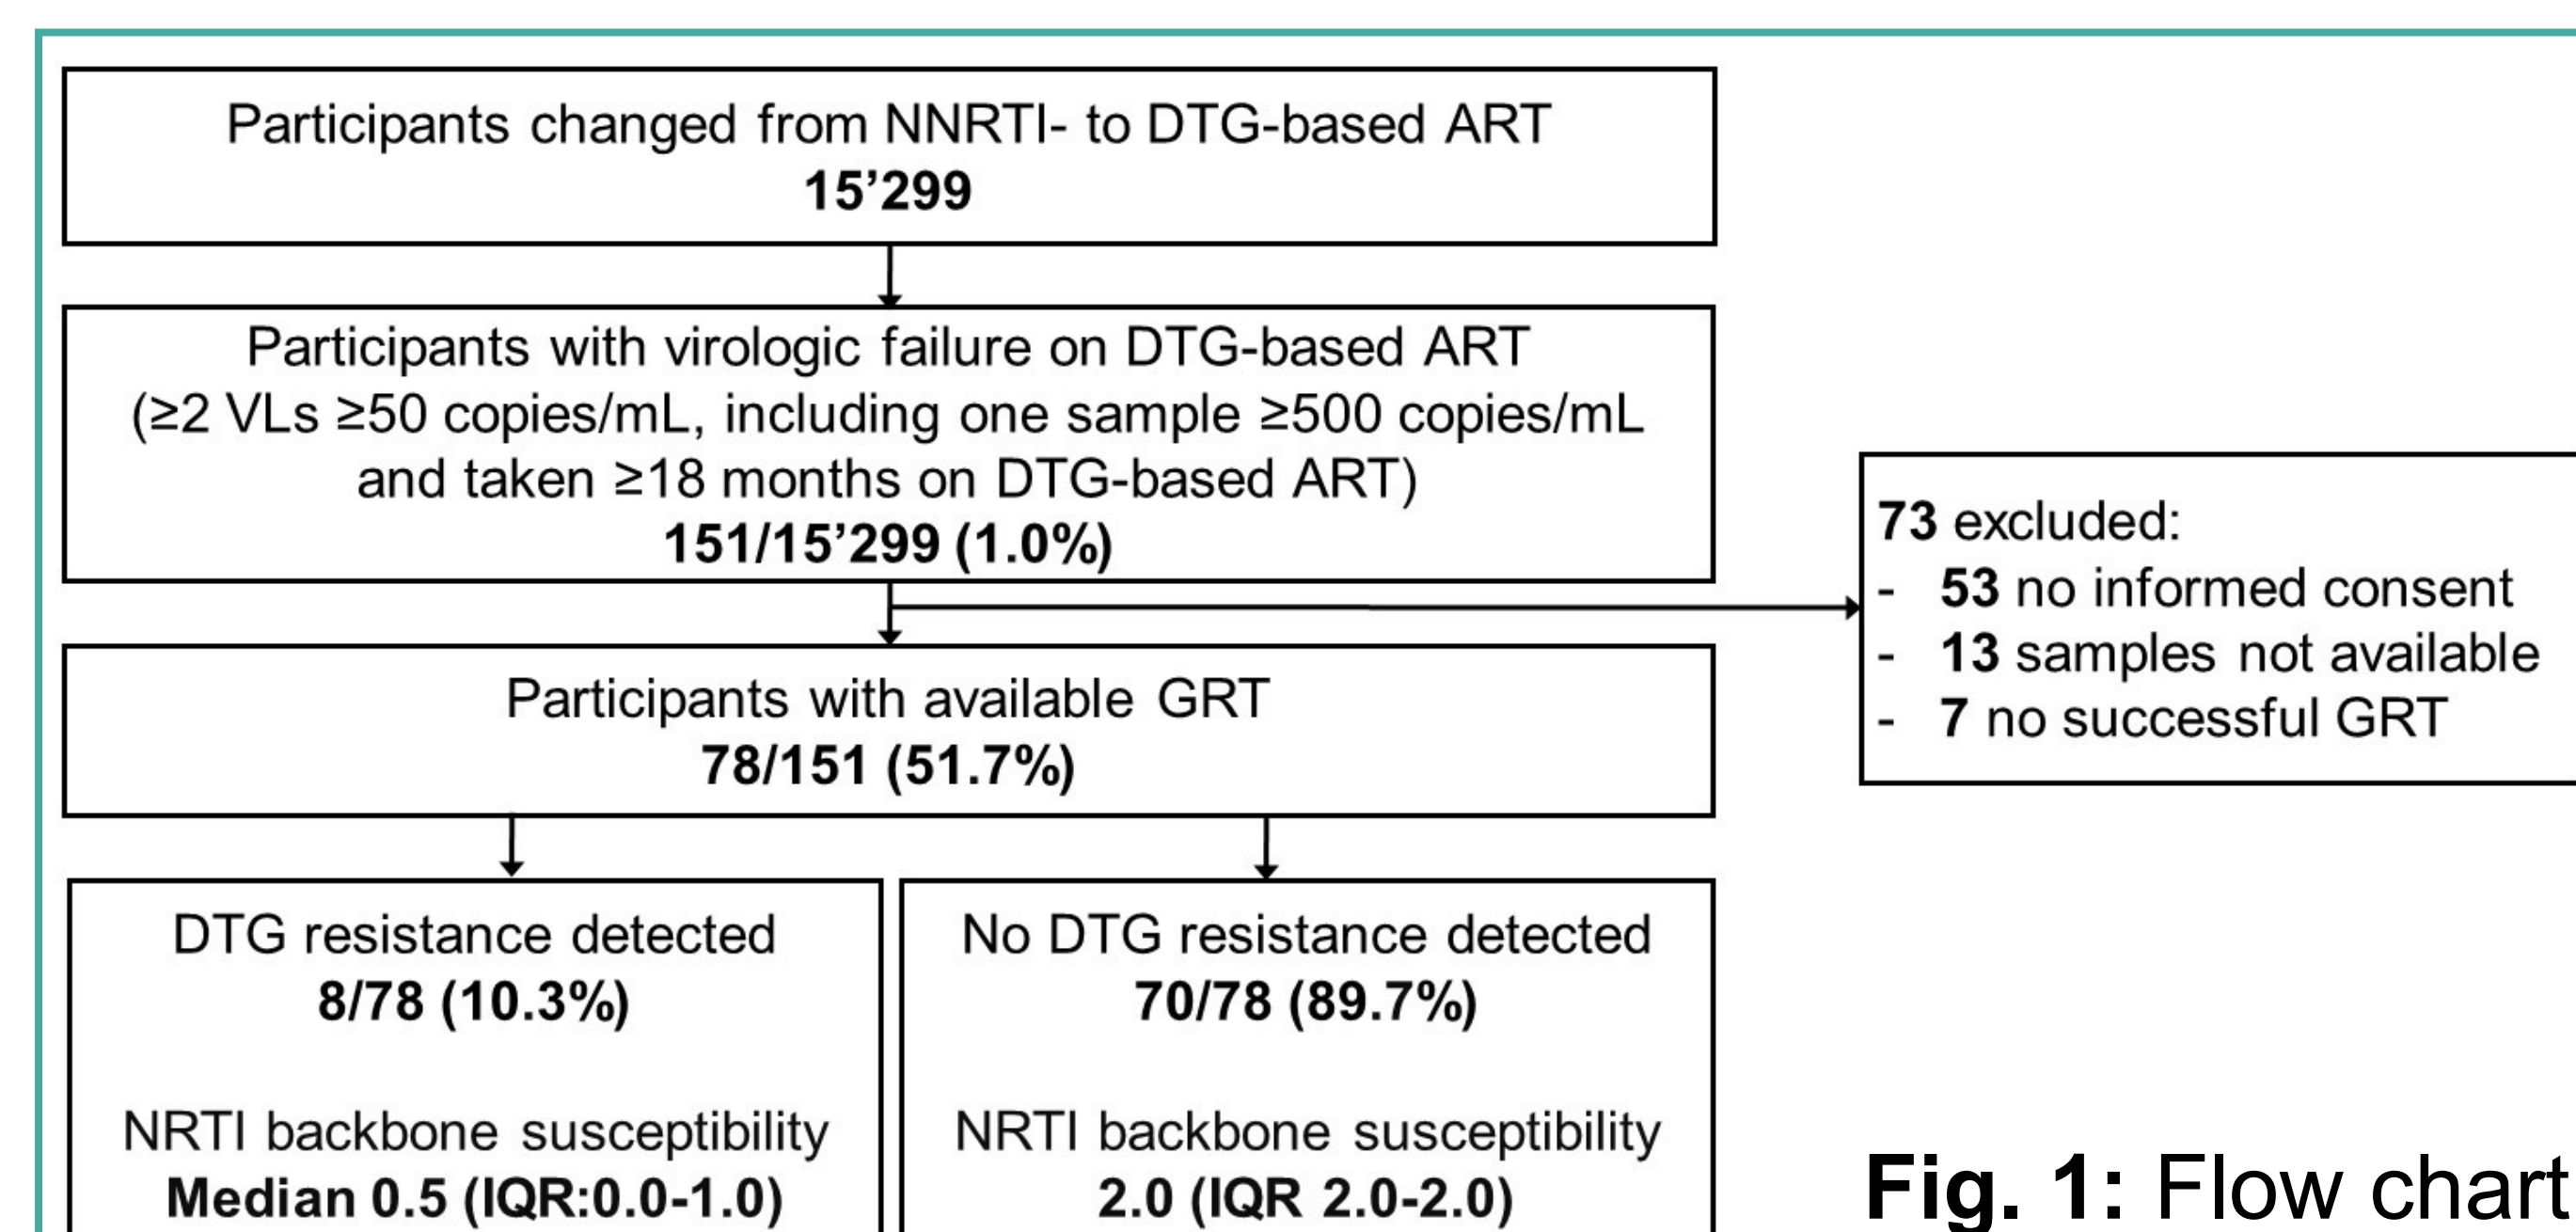 Participants changed from NNRTI- to DTG-based ART
15’299
Participants with virologic failure on DTG-based ART
(≥2 VLs ≥50 copies/mL, including one sample ≥500 copies/mL
and taken ≥18 months on DTG-based ART)
151/15’299 (1.0%)
73 excluded:
- 53 no informed consent
- 13 samples not available
- 7 no successful GRT
Participants with available GRT
78/151 (51.7%)
DTG resistance detected
8/78 (10.3%)
NRTI backbone susceptibility
Median 0.5 (IQR:0.0-1.0)
No DTG resistance detected
70/78 (89.7%)
NRTI backbone susceptibility
2.0 (IQR 2.0-2.0)
Fig. 1: Flow chart